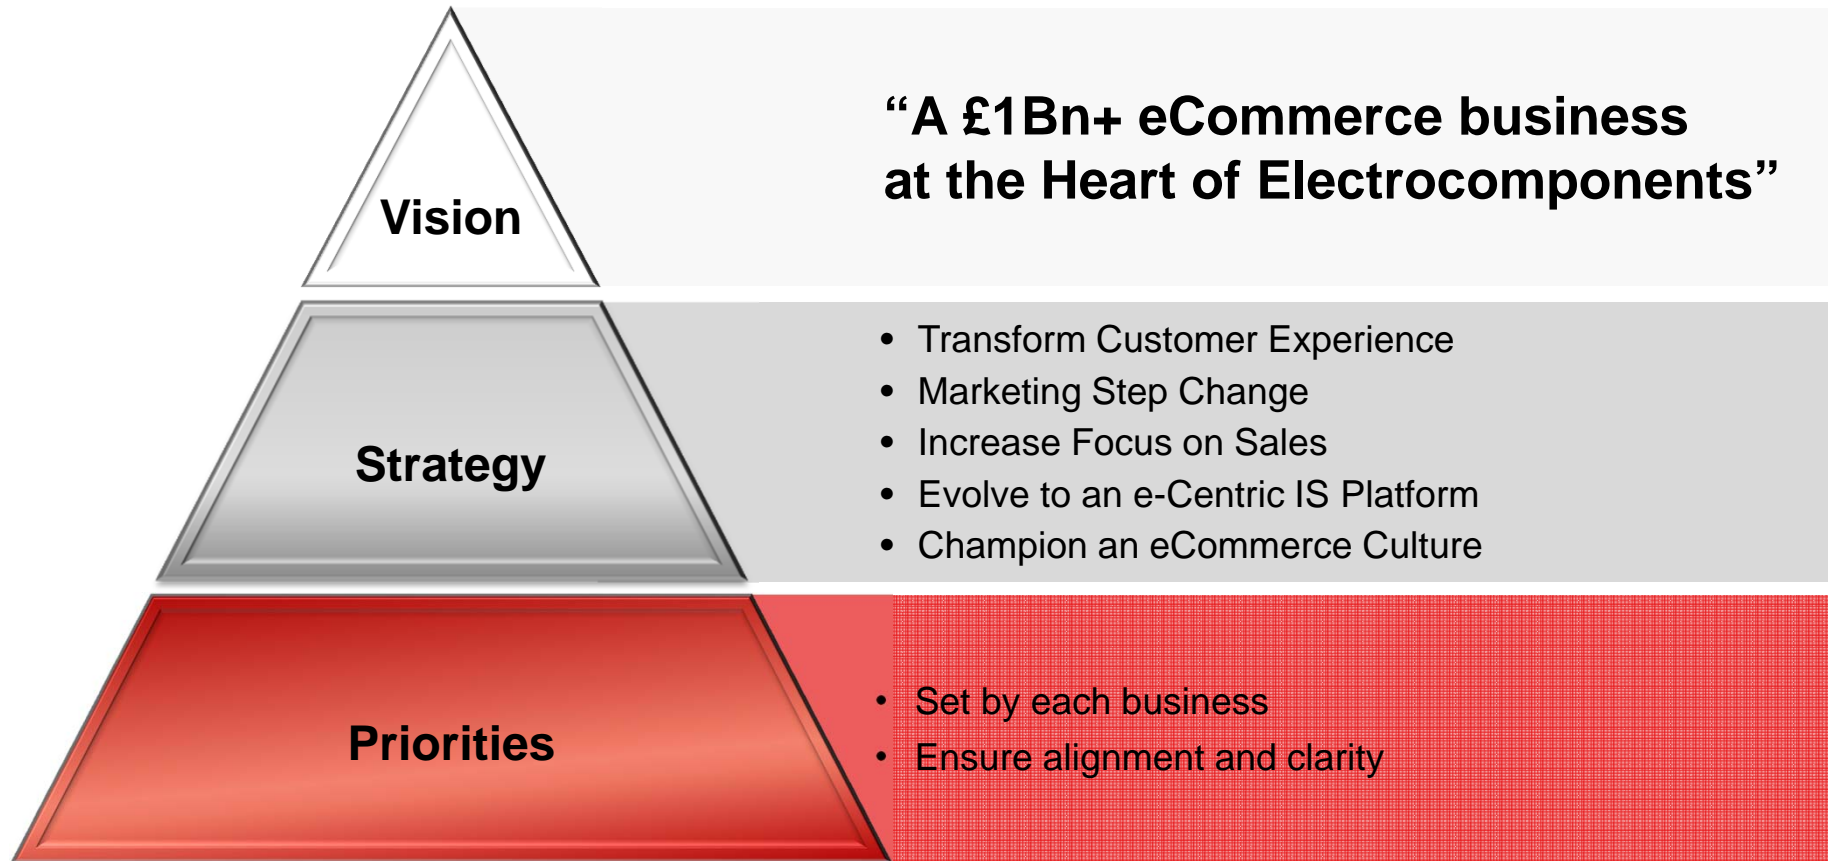 Vision
“A £1Bn+ eCommerce business
at the Heart of Electrocomponents”
Strategy
• Transform Customer Experience
• Marketing Step Change
• Increase Focus on Sales
• Evolve to an e-Centric IS Platform
• Champion an eCommerce Culture
Priorities
• Set by each business
• Ensure alignment and clarity